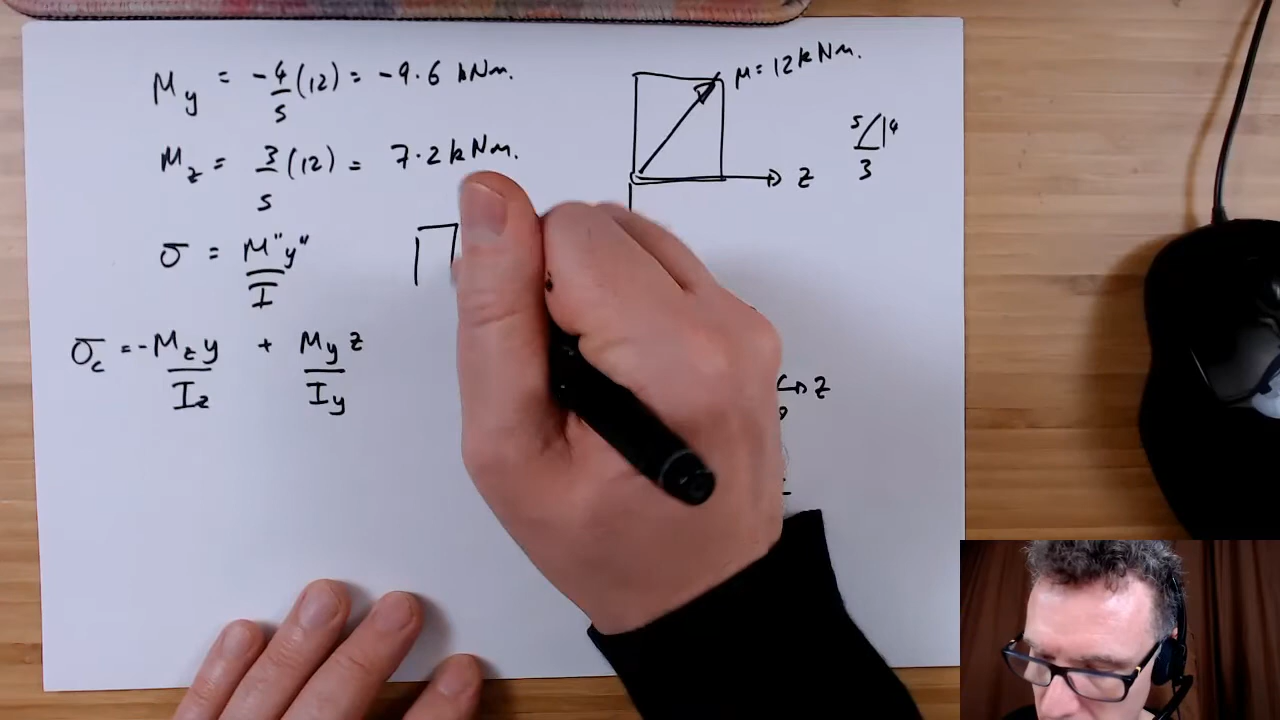 My = -4/5 (12) = -9.6 kNm.
Mz = 3/5 (12) = 7.2 kNm.
σ = M"y"/I
σc = -Mz y/Iz + My z/Iy
M = 12 kNm.
z
5 4
3
z